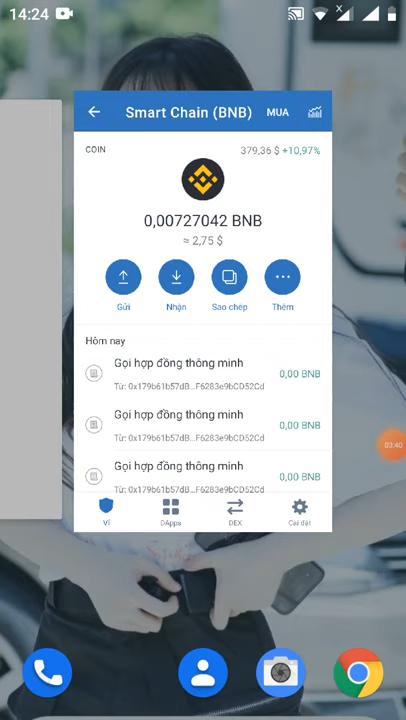 14:24
Smart Chain (BNB) MUA
COIN 379,36 $ +10,97%
0,00727042 BNB
≈ 2,75 $
Gửi Nhận Sao chép Thêm
Hôm nay
Gọi hợp đồng thông minh
0,00 BNB
Từ: 0x179b61b57dB...F6283e9bCD52Cd
Gọi hợp đồng thông minh
0,00 BNB
Từ: 0x179b61b57dB...F6283e9bCD52Cd
Gọi hợp đồng thông minh
0,00 BNB
Từ: 0x179b61b57dB...F6283e9bCD52Cd
03:40
Ví DApps DEX Cài đặt